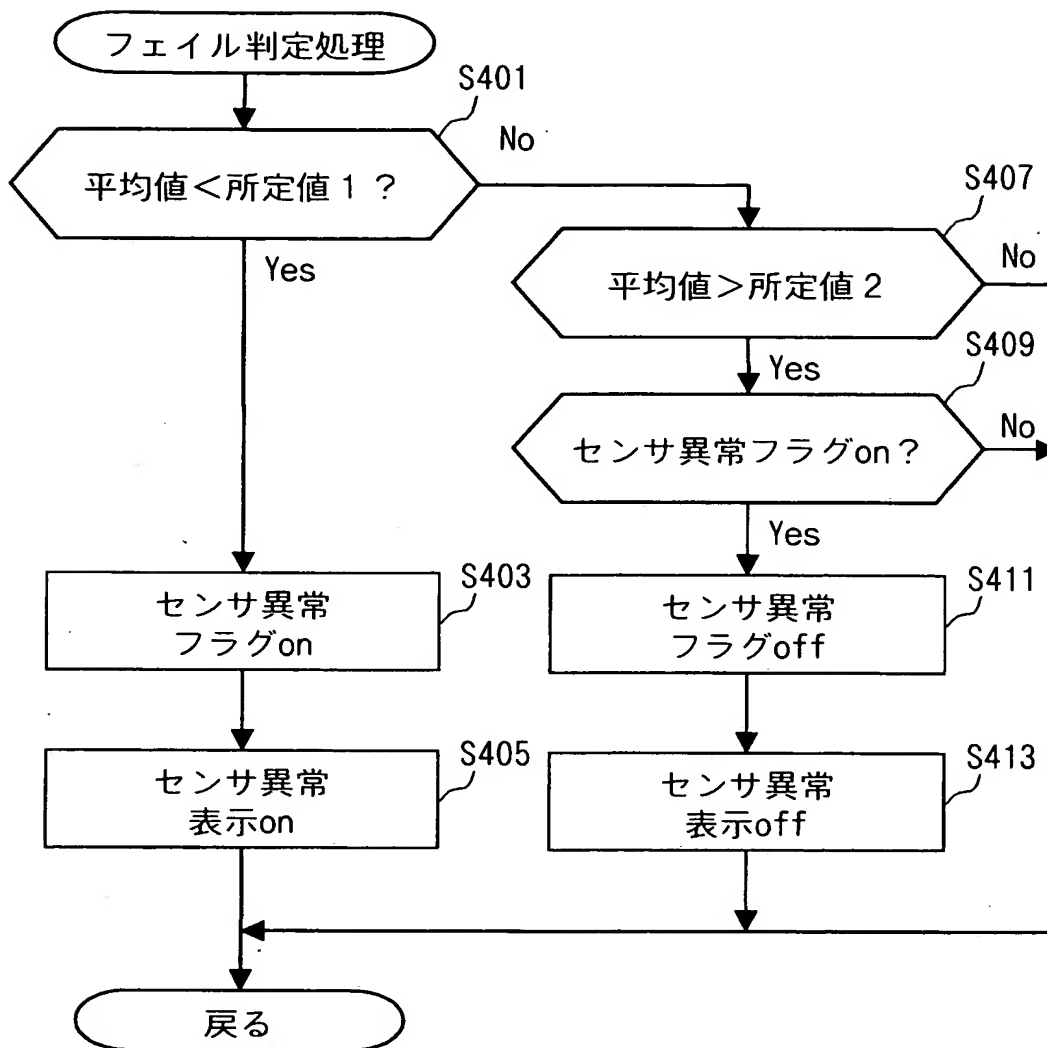 フェイル判定処理
S401
平均値<所定値1?
No
Yes
S407
平均値>所定値2
No
Yes
S409
センサ異常フラグon?
No
Yes
S403
センサ異常
フラグon
S411
センサ異常
フラグoff
S405
センサ異常
表示on
S413
センサ異常
表示off
戻る